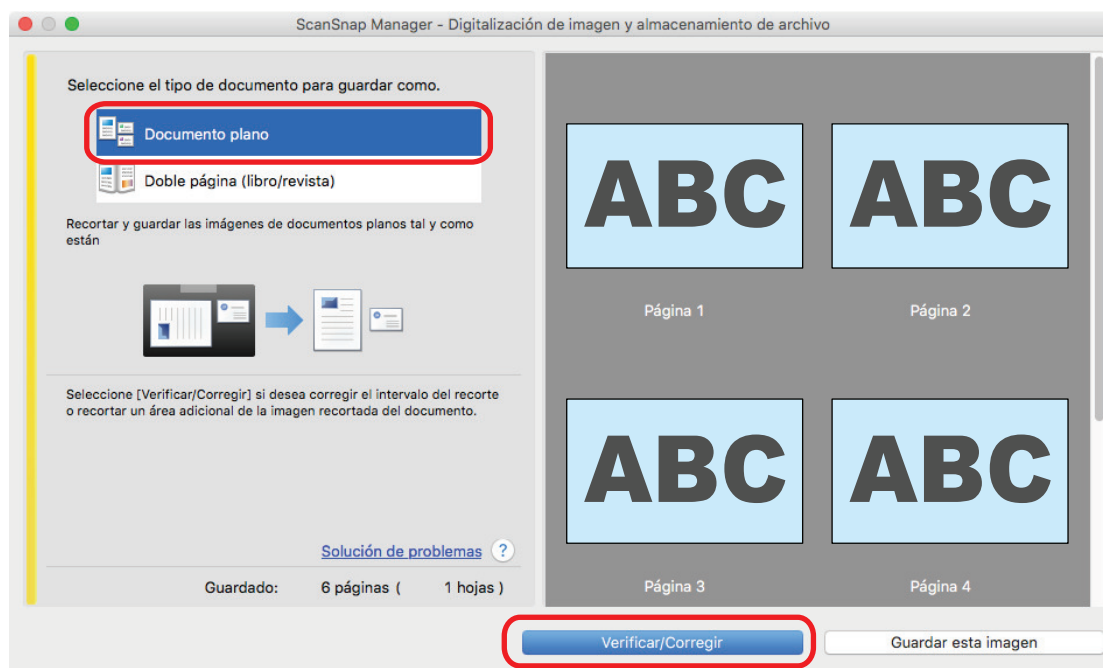 ScanSnap Manager - Digitalización de imagen y almacenamiento de archivo
Seleccione el tipo de documento para guardar como.
Documento plano
Doble página (libro/revista)
Recortar y guardar las imágenes de documentos planos tal y como
están
Seleccione [Verificar/Corregir] si desea corregir el intervalo del recorte
o recortar un área adicional de la imagen recortada del documento.
Solución de problemas ?
Guardado: 6 páginas ( 1 hojas )
ABC ABC
Página 1 Página 2
ABC ABC
Página 3 Página 4
Verificar/Corregir Guardar esta imagen